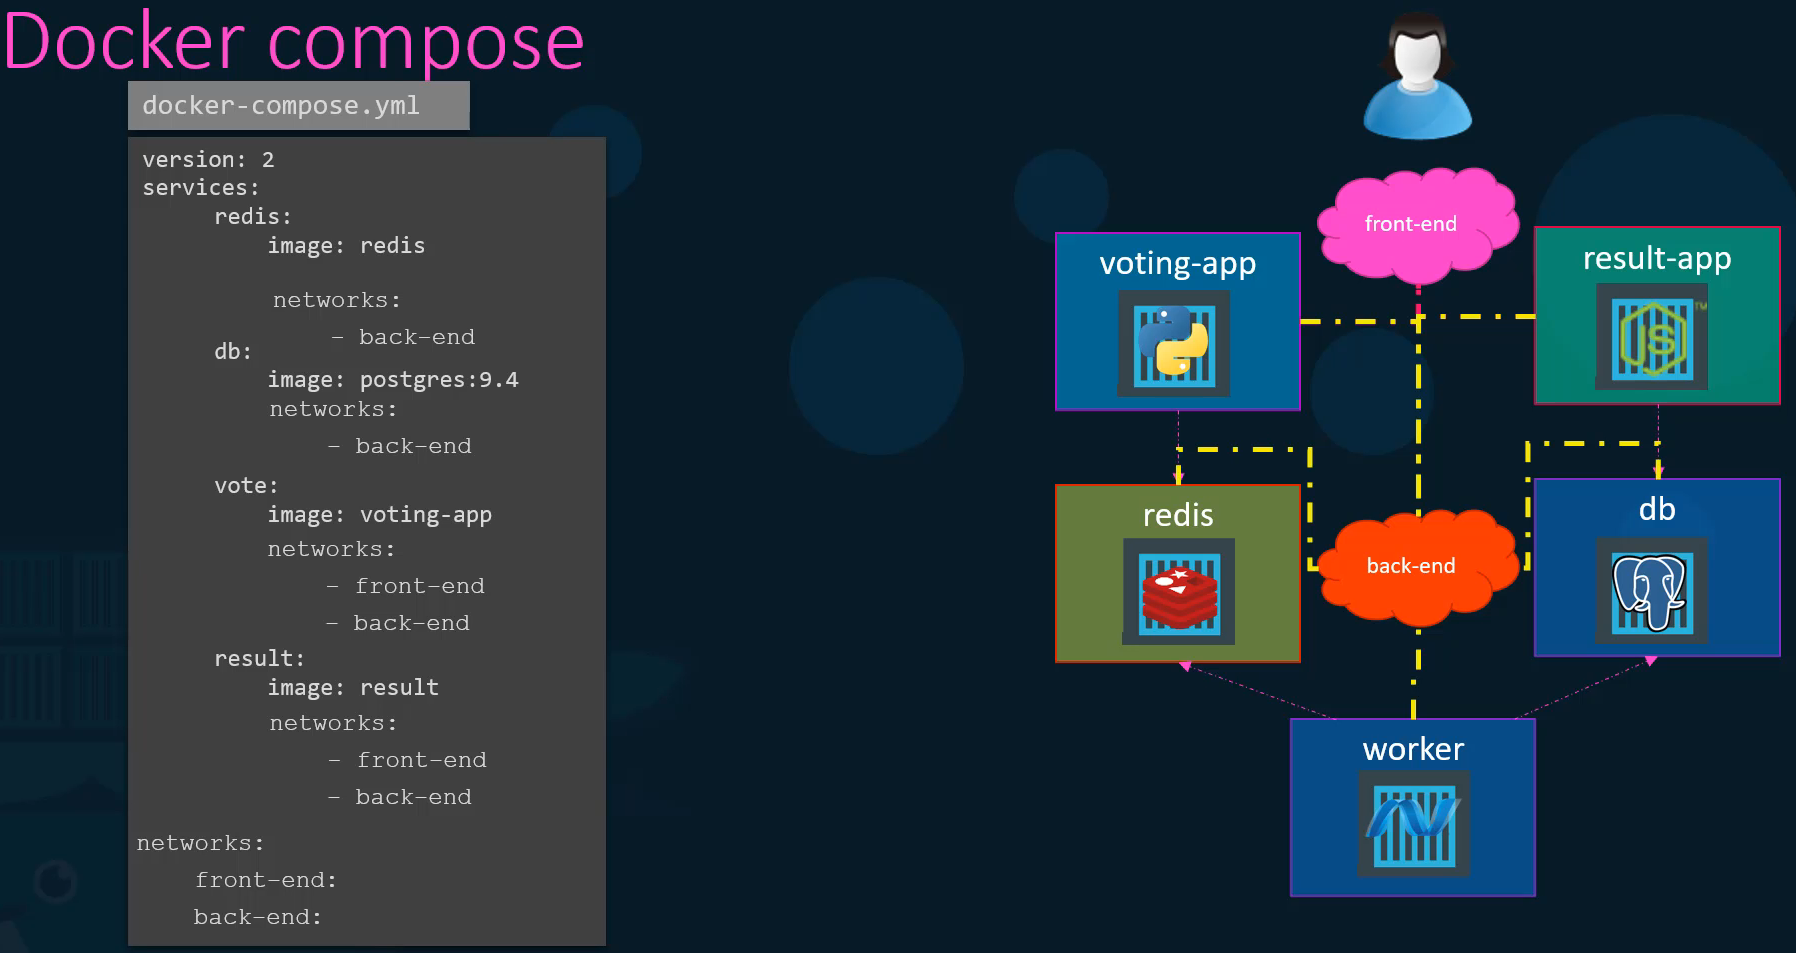 Docker compose
docker-compose.yml
version: 2
services:
redis:
image: redis
networks:
- back-end
db:
image: postgres:9.4
networks:
- back-end
vote:
image: voting-app
networks:
- front-end
- back-end
result:
image: result
networks:
- front-end
- back-end
networks:
front-end:
back-end:
front-end
voting-app
result-app
JS
TM
redis
db
back-end
worker